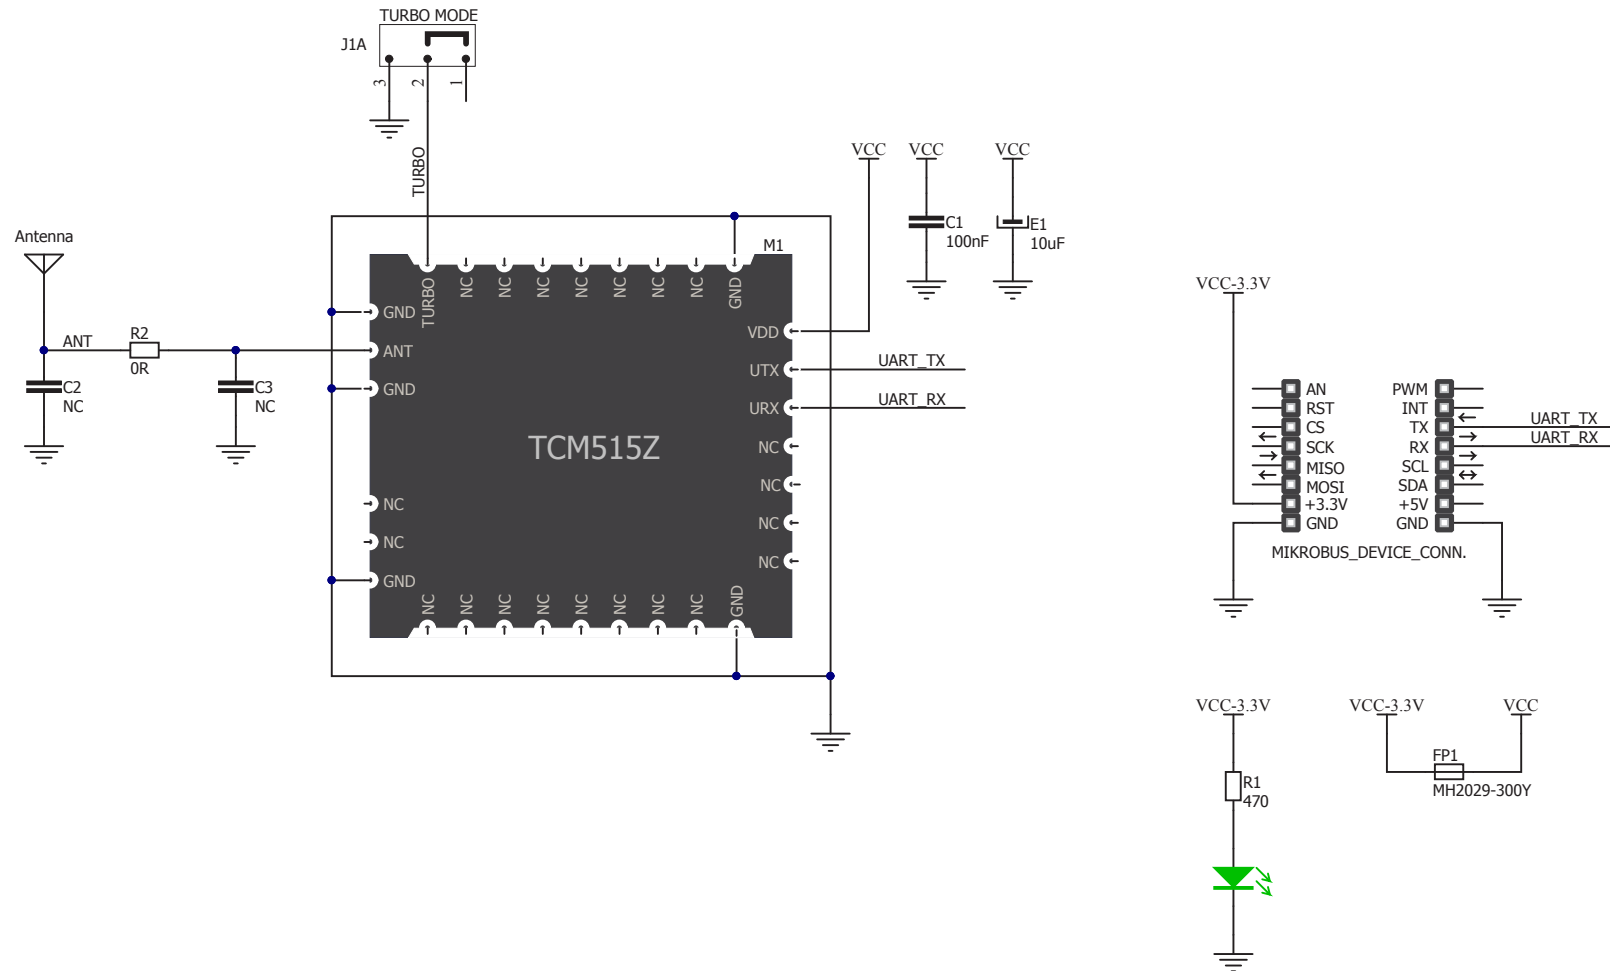 TURBO MODE
J1A
3
2
1
TURBO
VCC
VCC
VCC
C1
100nF
E1
10uF
Antenna
ANT
R2
0R
C2
NC
C3
NC
M1
TURBO
NC
NC
NC
NC
NC
NC
NC
GND
GND
ANT
GND
NC
NC
GND
TCM515Z
VDD
UTX
URX
NC
NC
NC
NC
UART_TX
UART_RX
NC
NC
NC
NC
NC
NC
NC
NC
GND
VCC-3.3V
AN
RST
CS
SCK
MISO
MOSI
+3.3V
GND
PWM
INT
TX
RX
SCL
SDA
+5V
GND
UART_TX
UART_RX
MIKROBUS_DEVICE_CONN.
VCC-3.3V
R1
470
VCC-3.3V
VCC
FP1
MH2029-300Y